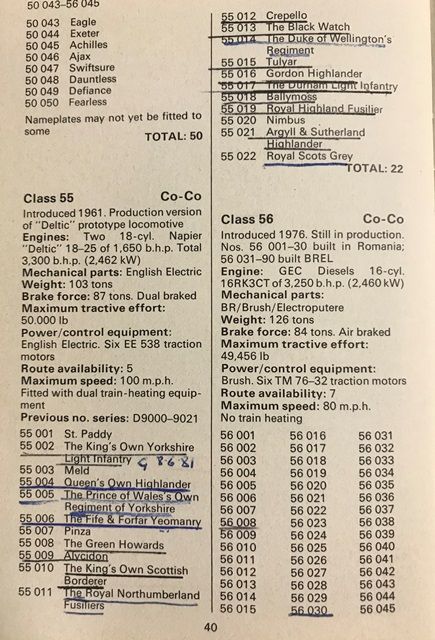 50 043–56 045
50 043 Eagle
50 044 Exeter
50 045 Achilles
50 046 Ajax
50 047 Swiftsure
50 048 Dauntless
50 049 Defiance
50 050 Fearless
Nameplates may not yet be fitted to
some
TOTAL: 50
Class 55 Co-Co
Introduced 1961. Production version
of "Deltic" prototype locomotive
Engines: Two 18-cyl. Napier
"Deltic" 18-25 of 1,650 b.h.p. Total
3,300 b.h.p. (2,462 kW)
Mechanical parts: English Electric
Weight: 103 tons
Brake force: 87 tons. Dual braked
Maximum tractive effort:
50.000 lb
Power/control equipment:
English Electric. Six EE 538 traction
motors
Route availability: 5
Maximum speed: 100 m.p.h.
Fitted with dual train-heating equip-
ment
Previous no. series: D9000–9021
55 001 St. Paddy
55 002 The King's Own Yorkshire
Light Infantry G 8.6.81
55 003 Meld
55 004 Queen's Own Highlander
55 005 The Prince of Wales's Own
Regiment of Yorkshire
55 006 The Fife & Forfar Yeomanry
55 007 Pinza
55 008 The Green Howards
55 009 Alycidon
55 010 The King's Own Scottish
Borderer
55 011 The Royal Northumberland
Fusiliers
55 012 Crepello
55 013 The Black Watch
55 014 The Duke of Wellington's
Regiment
55 015 Tulyar
55 016 Gordon Highlander
55 017 The Durham Light Infantry
55 018 Ballymoss
55 019 Royal Highland Fusilier
55 020 Nimbus
55 021 Argyll & Sutherland
Highlander
55 022 Royal Scots Grey
TOTAL: 22
Class 56 Co-Co
Introduced 1976. Still in production.
Nos. 56 001–30 built in Romania;
56 031–90 built BREL
Engine: GEC Diesels 16-cyl.
16RK3CT of 3,250 b.h.p. (2,460 kW)
Mechanical parts:
BR/Brush/Electroputere
Weight: 126 tons
Brake force: 84 tons. Air braked
Maximum tractive effort:
49,456 lb
Power/control equipment:
Brush. Six TM 76–32 traction motors
Route availability: 7
Maximum speed: 80 m.p.h.
No train heating
56 001 56 016 56 031
56 002 56 017 56 032
56 003 56 018 56 033
56 004 56 019 56 034
56 005 56 020 56 035
56 006 56 021 56 036
56 007 56 022 56 037
56 008 56 023 56 038
56 009 56 024 56 039
56 010 56 025 56 040
56 011 56 026 56 041
56 012 56 027 56 042
56 013 56 028 56 043
56 014 56 029 56 044
56 015 56 030 56 045
40